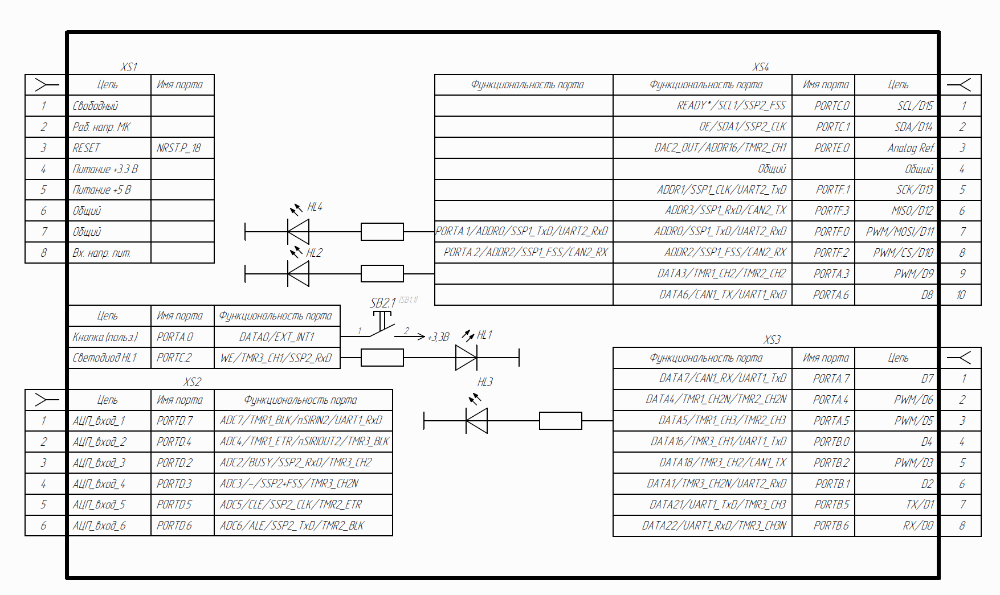 XS1
Цепь Имя порта
1 Свободный
2 Раб. напр. МК
3 RESET NRST.P_18
4 Питание +3.3 В
5 Питание +5 В
6 Общий
7 Общий
8 Вх. напр. пит.
XS4
Функциональность порта Функциональность порта Имя порта Цепь
READY*/SCL1/SSP2_FSS PORTC.0 SCL/D15 1
OE/SDA1/SSP2_CLK PORTC.1 SDA/D14 2
DAC2_OUT/ADDR16/TMR2_CH1 PORTE.0 Analog Ref. 3
Общий Общий 4
ADDR1/SSP1_CLK/UART2_TxD PORTF.1 SCK/D13 5
ADDR3/SSP1_RxD/CAN2_TX PORTF.3 MISO/D12 6
PORTA.1/ADDR0/SSP1_TxD/UART2_RxD ADDR0/SSP1_TxD/UART2_RxD PORTF.0 PWM/MOSI/D11 7
PORTA.2/ADDR2/SSP1_FSS/CAN2_RX ADDR2/SSP1_FSS/CAN2_RX PORTF.2 PWM/CS/D10 8
DATA3/TMR1_CH2/TMR2_CH2 PORTA.3 PWM/D9 9
DATA6/CAN1_TX/UART1_RxD PORTA.6 D8 10
HL4
HL2
Цепь Имя порта Функциональность порта
Кнопка (польз.) PORTA.0 DATA0/EXT_INT1
Светодиод HL1 PORTC.2 WE/TMR3_CH1/SSP2_RxD
SB2.1 (SB1.1)
1 2 +3,3В
HL1
HL3
XS2
Цепь Имя порта Функциональность порта
1 АЦП_вход_1 PORTD.7 ADC7/TMR1_BLK/nSIRIN2/UART1_RxD
2 АЦП_вход_2 PORTD.4 ADC4/TMR1_ETR/nSIRIOUT2/TMR3_BLK
3 АЦП_вход_3 PORTD.2 ADC2/BUSY/SSP2_RxD/TMR3_CH2
4 АЦП_вход_4 PORTD.3 ADC3/–/SSP2+FSS/TMR3_CH2N
5 АЦП_вход_5 PORTD.5 ADC5/CLE/SSP2_CLK/TMR2_ETR
6 АЦП_вход_6 PORTD.6 ADC6/ALE/SSP2_TxD/TMR2_BLK
XS3
Функциональность порта Имя порта Цепь
DATA7/CAN1_RX/UART1_TxD PORTA.7 D7 1
DATA4/TMR1_CH2N/TMR2_CH2N PORTA.4 PWM/D6 2
DATA5/TMR1_CH3/TMR2_CH3 PORTA.5 PWM/D5 3
DATA16/TMR3_CH1/UART1_TxD PORTB.0 D4 4
DATA18/TMR3_CH2/CAN1_TX PORTB.2 PWM/D3 5
DATA1/TMR3_CH2N/UART2_RxD PORTB.1 D2 6
DATA21/UART1_TxD/TMR3_CH3 PORTB.5 TX/D1 7
DATA22/UART1_RxD/TMR3_CH3N PORTB.6 RX/D0 8